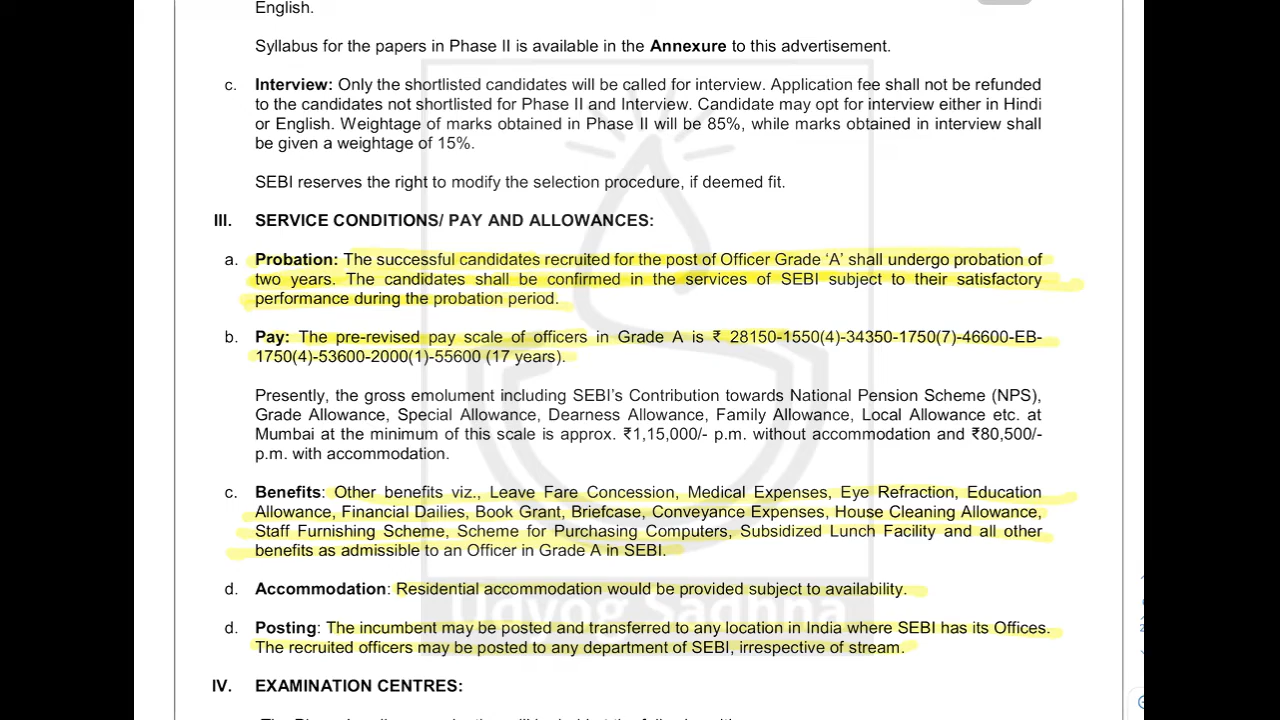 English.
Syllabus for the papers in Phase II is available in the Annexure to this advertisement.
c. Interview: Only the shortlisted candidates will be called for interview. Application fee shall not be refunded
to the candidates not shortlisted for Phase II and Interview. Candidate may opt for interview either in Hindi
or English. Weightage of marks obtained in Phase II will be 85%, while marks obtained in interview shall
be given a weightage of 15%.
SEBI reserves the right to modify the selection procedure, if deemed fit.
III. SERVICE CONDITIONS/ PAY AND ALLOWANCES:
a. Probation: The successful candidates recruited for the post of Officer Grade ‘A’ shall undergo probation of
two years. The candidates shall be confirmed in the services of SEBI subject to their satisfactory
performance during the probation period.
b. Pay: The pre-revised pay scale of officers in Grade A is ₹ 28150-1550(4)-34350-1750(7)-46600-EB-
1750(4)-53600-2000(1)-55600 (17 years).
Presently, the gross emolument including SEBI’s Contribution towards National Pension Scheme (NPS),
Grade Allowance, Special Allowance, Dearness Allowance, Family Allowance, Local Allowance etc. at
Mumbai at the minimum of this scale is approx. ₹1,15,000/- p.m. without accommodation and ₹80,500/-
p.m. with accommodation.
c. Benefits: Other benefits viz., Leave Fare Concession, Medical Expenses, Eye Refraction, Education
Allowance, Financial Dailies, Book Grant, Briefcase, Conveyance Expenses, House Cleaning Allowance,
Staff Furnishing Scheme, Scheme for Purchasing Computers, Subsidized Lunch Facility and all other
benefits as admissible to an Officer in Grade A in SEBI.
d. Accommodation: Residential accommodation would be provided subject to availability.
Udyog Sadhna
d. Posting: The incumbent may be posted and transferred to any location in India where SEBI has its Offices.
The recruited officers may be posted to any department of SEBI, irrespective of stream.
IV. EXAMINATION CENTRES: